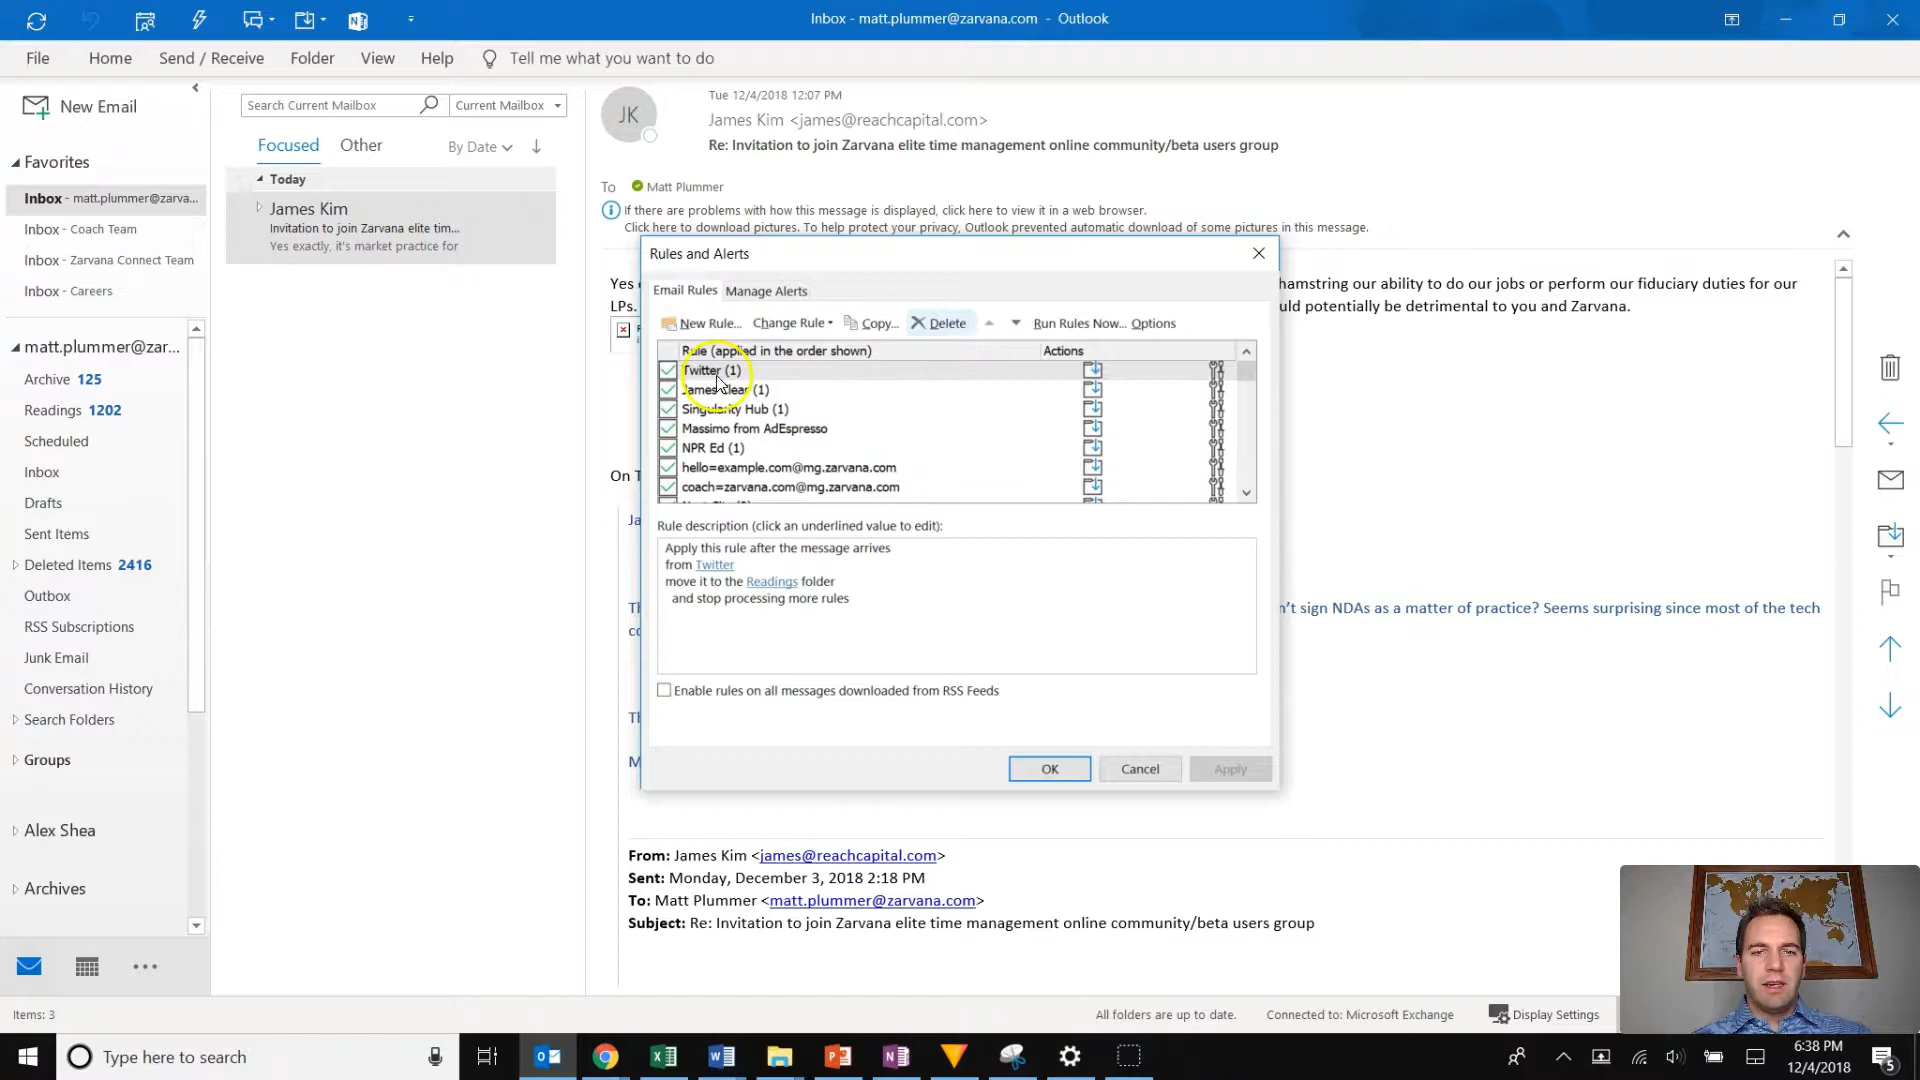 Inbox - matt.plummer@zarvana.com - Outlook
File Home Send / Receive Folder View Help Tell me what you want to do
New Email
Favorites
Inbox - matt.plummer@zarva...
Inbox - Coach Team
Inbox - Zarvana Connect Team
Inbox - Careers
matt.plummer@zar...
Archive 125
Readings 1202
Scheduled
Inbox
Drafts
Sent Items
Deleted Items 2416
Outbox
RSS Subscriptions
Junk Email
Conversation History
Search Folders
Groups
Alex Shea
Archives
Search Current Mailbox Current Mailbox
Focused Other By Date
Today
James Kim
Invitation to join Zarvana elite tim...
Yes exactly, it's market practice for
JK
Tue 12/4/2018 12:07 PM
James Kim <james@reachcapital.com>
Re: Invitation to join Zarvana elite time management online community/beta users group
To Matt Plummer
If there are problems with how this message is displayed, click here to view it in a web browser.
Click here to download pictures. To help protect your privacy, Outlook prevented automatic download of some pictures in this message.
Yes hamstring our ability to do our jobs or perform our fiduciary duties for our
LPs. uld potentially be detrimental to you and Zarvana.
On T
Ja
Th n't sign NDAs as a matter of practice? Seems surprising since most of the tech
co
Th
M
Rules and Alerts
Email Rules Manage Alerts
New Rule... Change Rule Copy... Delete Run Rules Now... Options
Rule (applied in the order shown) Actions
Twitter (1)
James Clear (1)
Singularity Hub (1)
Massimo from AdEspresso
NPR Ed (1)
hello=example.com@mg.zarvana.com
coach=zarvana.com@mg.zarvana.com
Rule description (click an underlined value to edit):
Apply this rule after the message arrives
from Twitter
move it to the Readings folder
and stop processing more rules
Enable rules on all messages downloaded from RSS Feeds
OK Cancel Apply
From: James Kim <james@reachcapital.com>
Sent: Monday, December 3, 2018 2:18 PM
To: Matt Plummer <matt.plummer@zarvana.com>
Subject: Re: Invitation to join Zarvana elite time management online community/beta users group
Items: 3 All folders are up to date. Connected to: Microsoft Exchange Display Settings
Type here to search
6:38 PM
12/4/2018
5